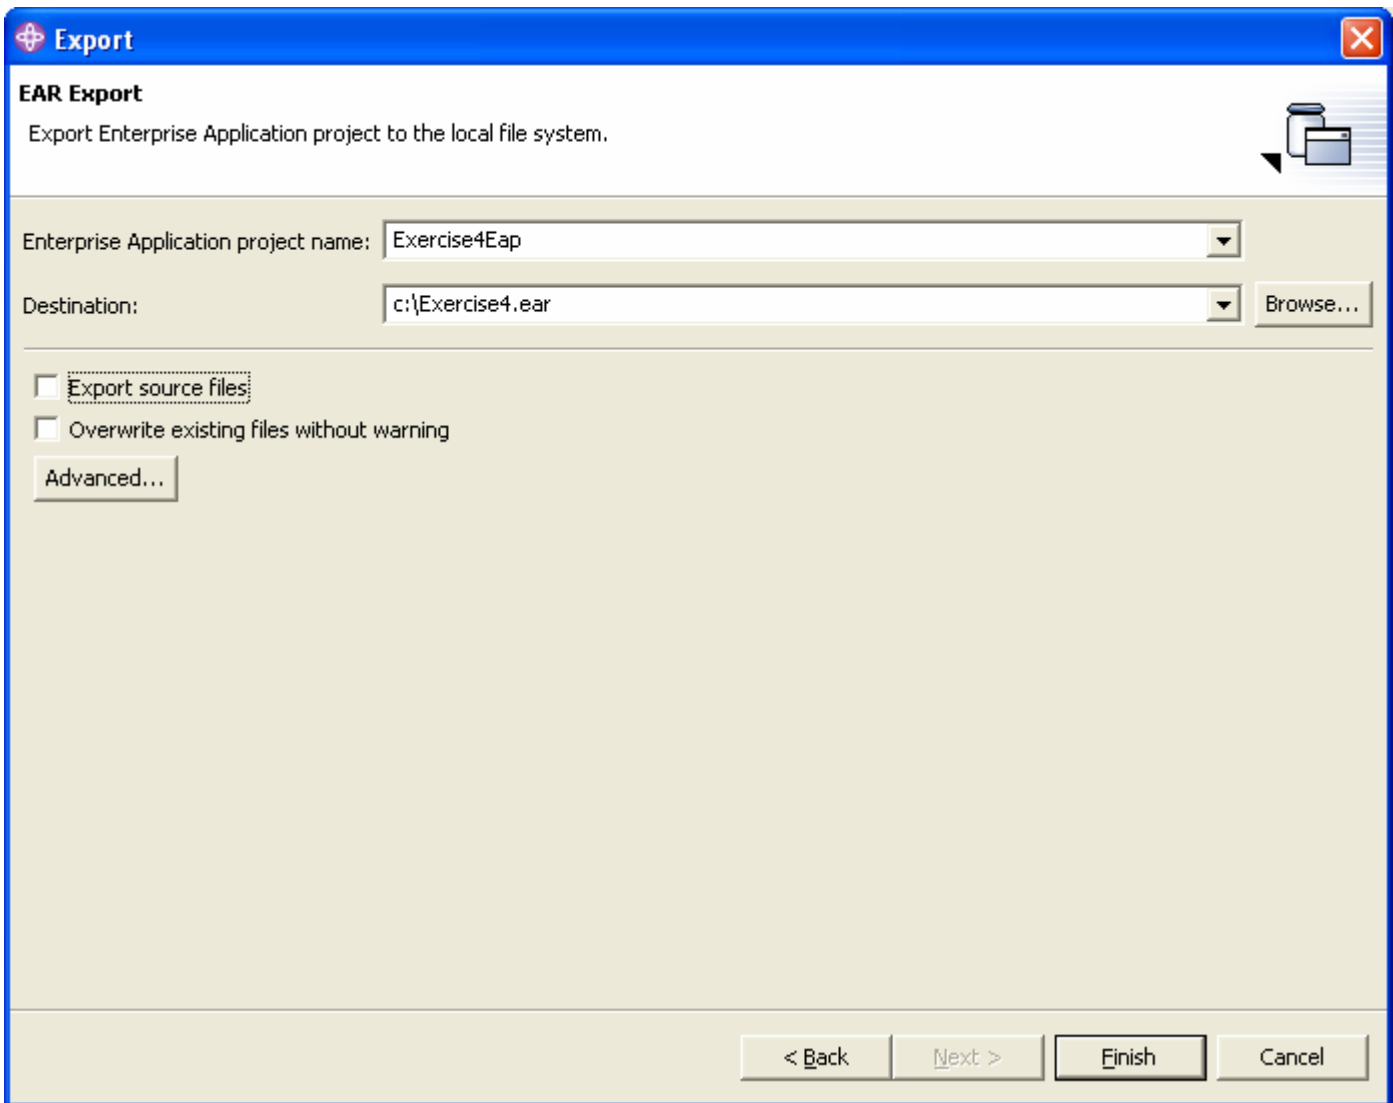 Export
EAR Export
Export Enterprise Application project to the local file system.
Enterprise Application project name: Exercise4Eap
Destination: c:\Exercise4.ear Browse...
Export source files
Overwrite existing files without warning
Advanced...
< Back Next > Finish Cancel